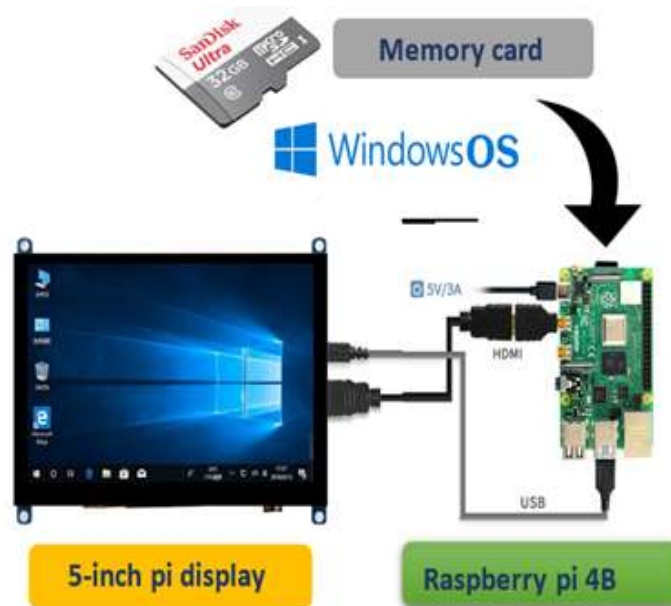 SanDisk
Ultra
32GB
Memory card
WindowsOS
5V/3A
HDMI
USB
5-inch pi display
Raspberry pi 4B